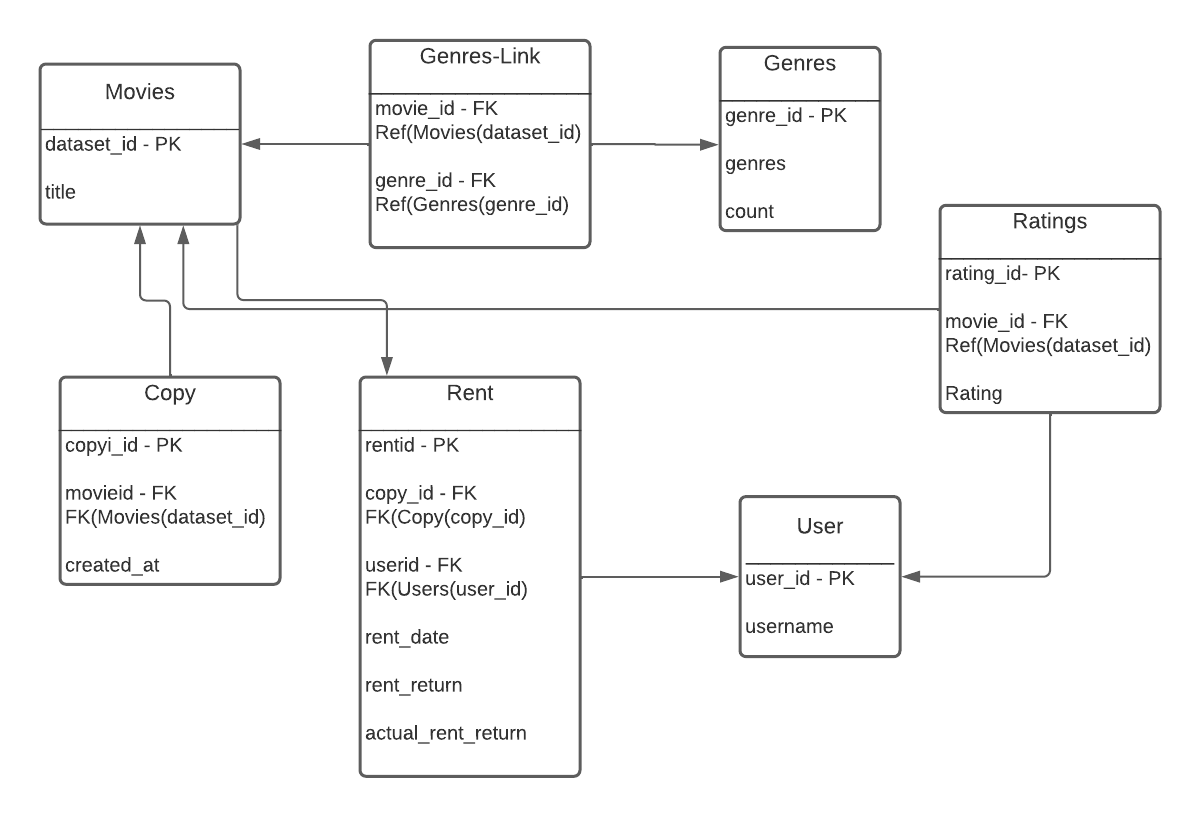 Movies
dataset_id - PK
title
Genres-Link
movie_id - FK
Ref(Movies(dataset_id)
genre_id - FK
Ref(Genres(genre_id)
Genres
genre_id - PK
genres
count
Ratings
rating_id- PK
movie_id - FK
Ref(Movies(dataset_id)
Rating
Copy
copyi_id - PK
movieid - FK
FK(Movies(dataset_id)
created_at
Rent
rentid - PK
copy_id - FK
FK(Copy(copy_id)
userid - FK
FK(Users(user_id)
rent_date
rent_return
actual_rent_return
User
user_id - PK
username